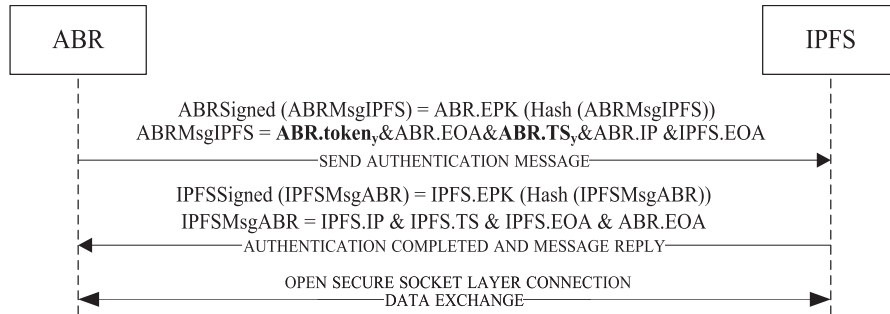 ABR
IPFS
ABRSigned (ABRMsgIPFS) = ABR.EPK (Hash (ABRMsgIPFS))
ABRMsgIPFS = ABR.tokenᵧ&ABR.EOA&ABR.TSᵧ&ABR.IP &IPFS.EOA
SEND AUTHENTICATION MESSAGE
IPFSSigned (IPFSMsgABR) = IPFS.EPK (Hash (IPFSMsgABR))
IPFSMsgABR = IPFS.IP & IPFS.TS & IPFS.EOA & ABR.EOA
AUTHENTICATION COMPLETED AND MESSAGE REPLY
OPEN SECURE SOCKET LAYER CONNECTION
DATA EXCHANGE